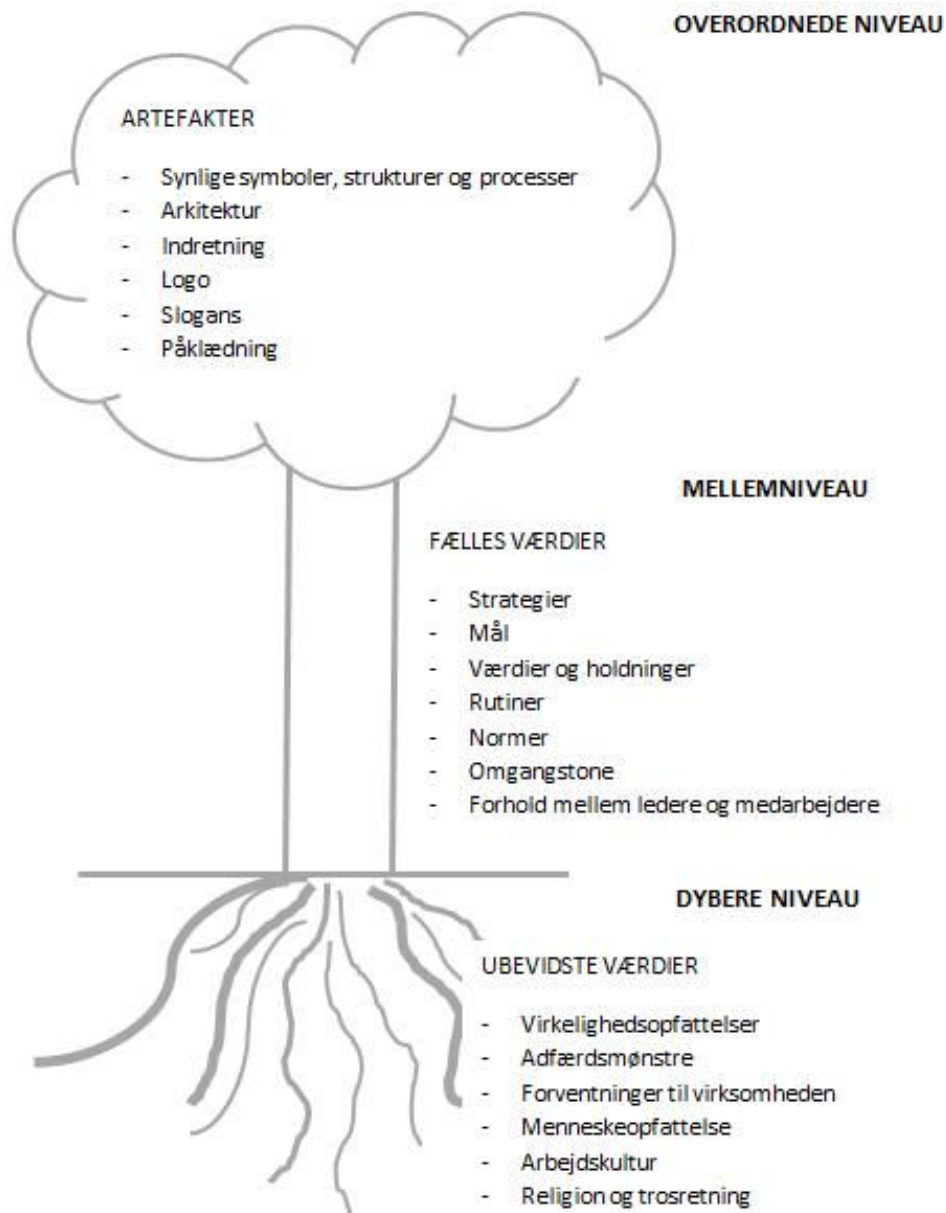 OVERORDNEDE NIVEAU
ARTEFAKTER
- Synlige symboler, strukturer og processer
- Arkitektur
- Indretning
- Logo
- Slogans
- Påklædning
MELLEMNIVEAU
FÆLLES VÆRDIER
- Strategier
- Mål
- Værdier og holdninger
- Rutiner
- Normer
- Omgangstone
- Forhold mellem ledere og medarbejdere
DYBERE NIVEAU
UBEVIDSTE VÆRDIER
- Virkelighedsopfattelser
- Adfærdsmønstre
- Forventninger til virksomheden
- Menneskeopfattelse
- Arbejdskultur
- Religion og trosretning